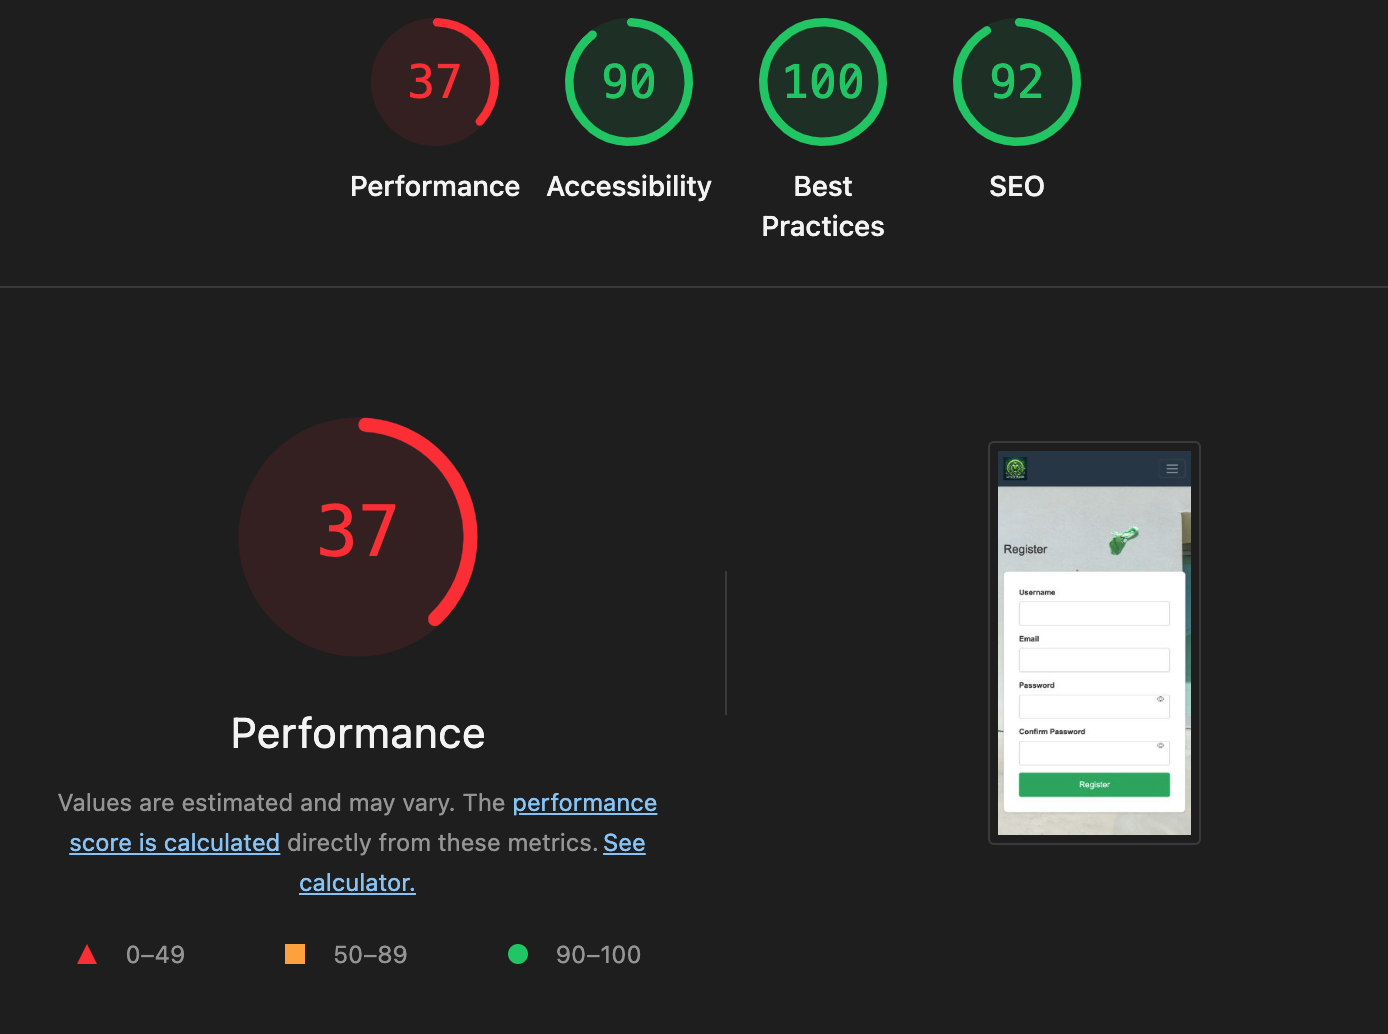 37
90
100
92
Performance
Accessibility
Best
Practices
SEO
37
Performance
Values are estimated and may vary. The performance
score is calculated directly from these metrics. See
calculator.
0–49
50–89
90–100
Register
Username
Email
Password
Confirm Password
Register